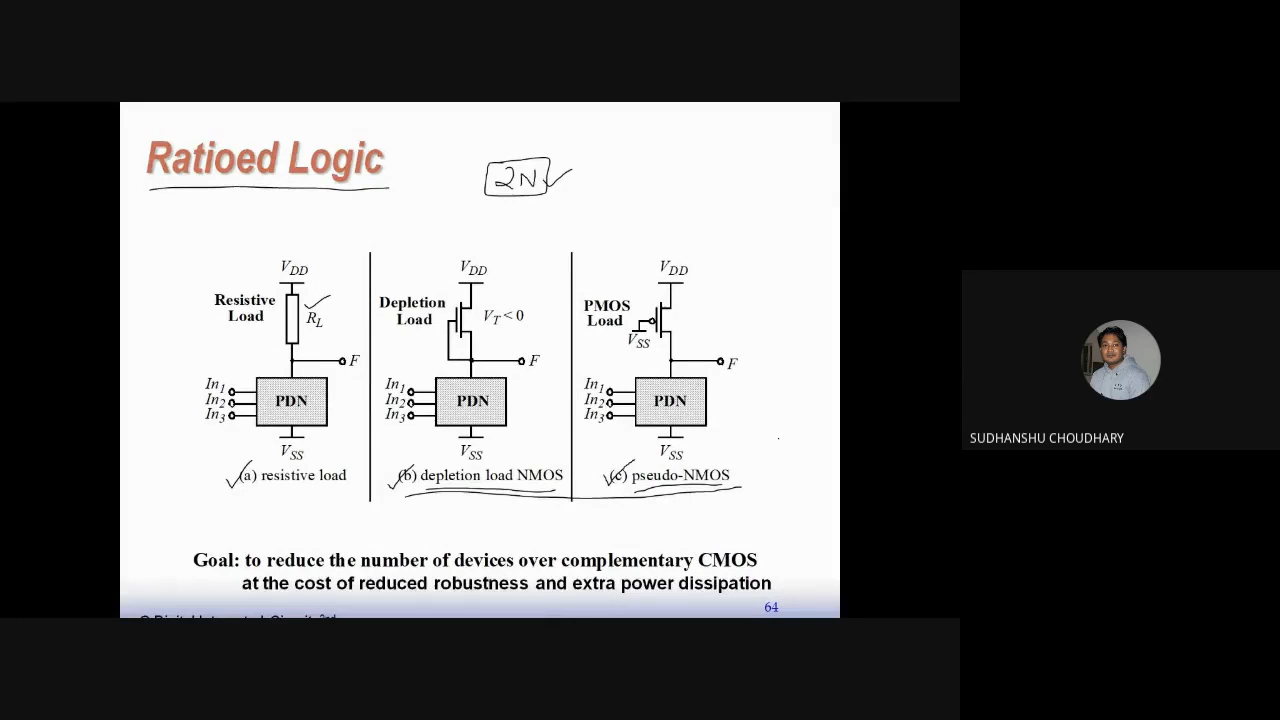 Ratioed Logic
2N
VDD
Resistive
Load
RL
F
In1
In2
In3
PDN
VSS
(a) resistive load
VDD
Depletion
Load
VT < 0
F
In1
In2
In3
PDN
VSS
(b) depletion load NMOS
VDD
PMOS
Load
VSS
F
In1
In2
In3
PDN
VSS
(c) pseudo-NMOS
Goal: to reduce the number of devices over complementary CMOS
at the cost of reduced robustness and extra power dissipation
64
SUDHANSHU CHOUDHARY